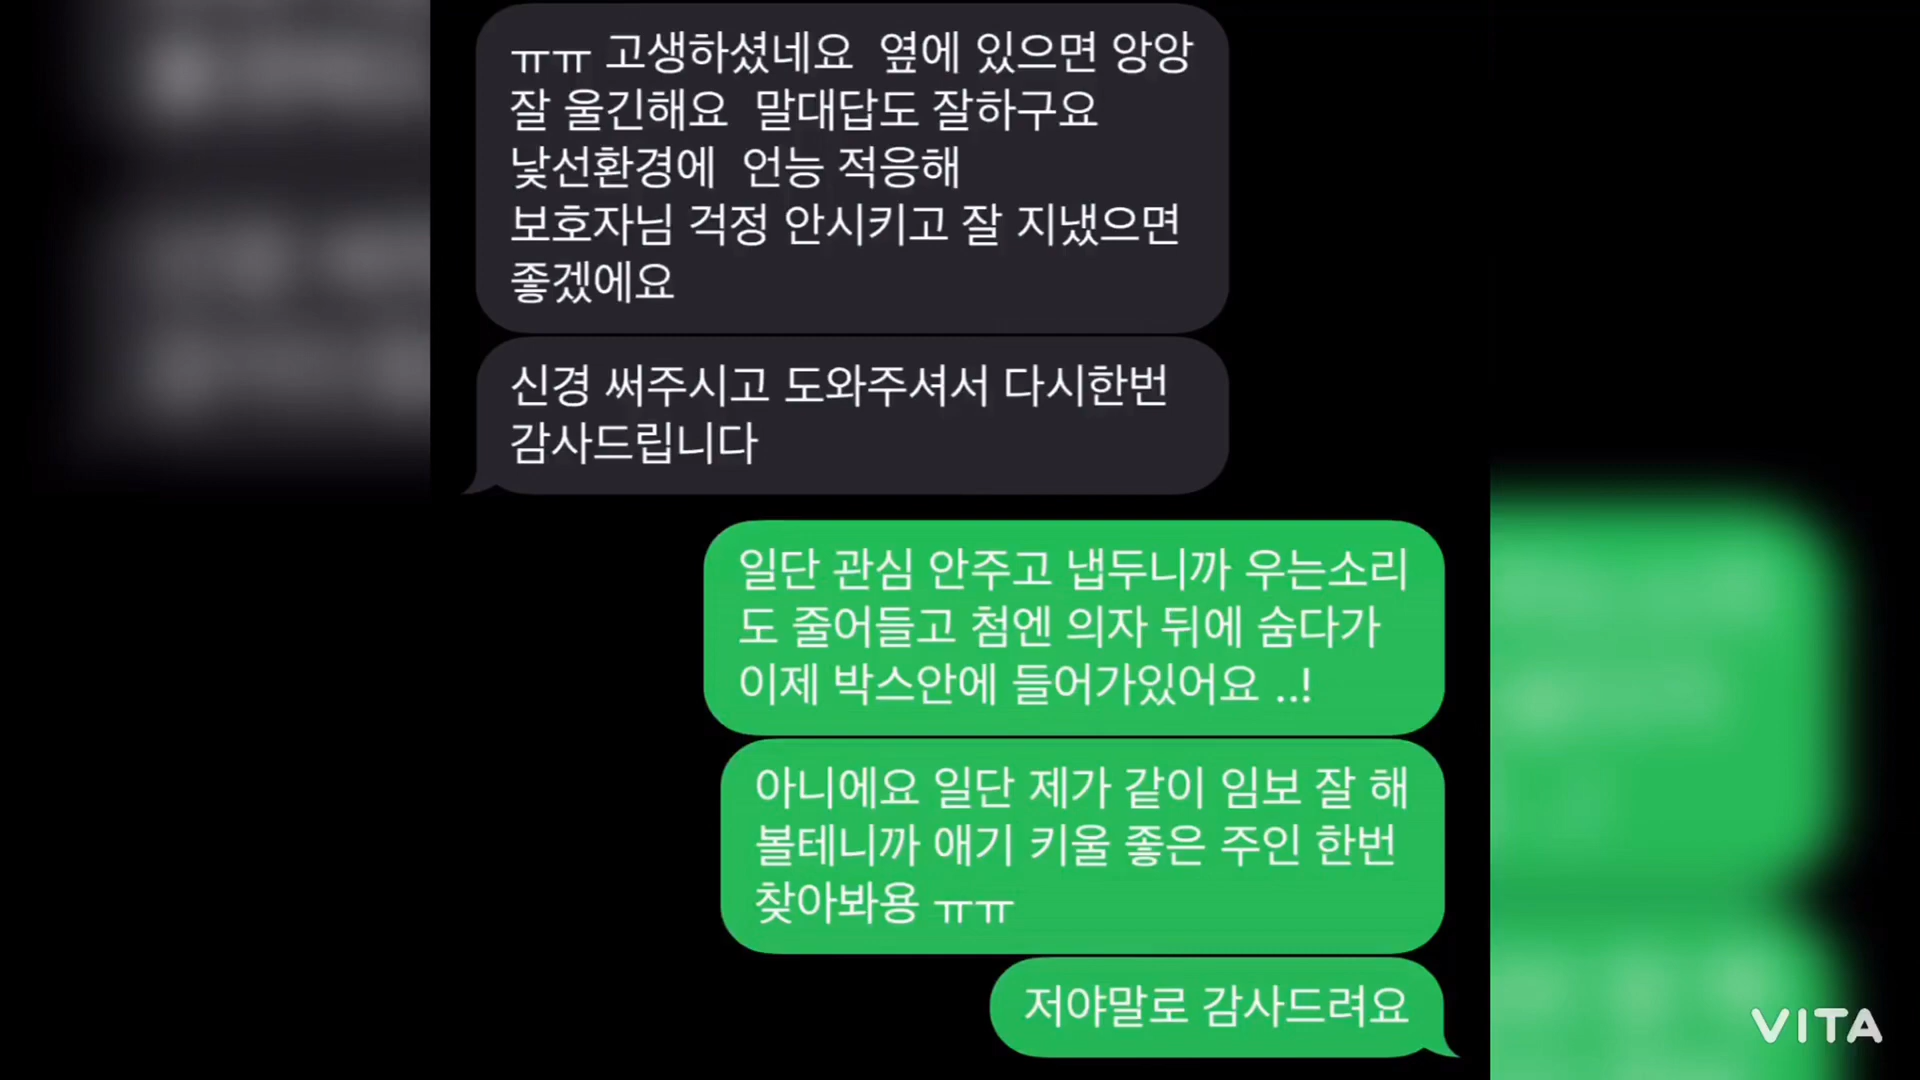 ㅠㅠ 고생하셨네요  옆에 있으면 앙앙
잘 울긴해요  말대답도 잘하구요
낯선환경에  언능 적응해
보호자님 걱정 안시키고 잘 지냈으면
좋겠에요
신경 써주시고 도와주셔서 다시한번
감사드립니다
일단 관심 안주고 냅두니까 우는소리
도 줄어들고 첨엔 의자 뒤에 숨다가
이제 박스안에 들어가있어요 ..!
아니에요 일단 제가 같이 임보 잘 해
볼테니까 애기 키울 좋은 주인 한번
찾아봐용 ㅠㅠ
저야말로 감사드려요
VITA